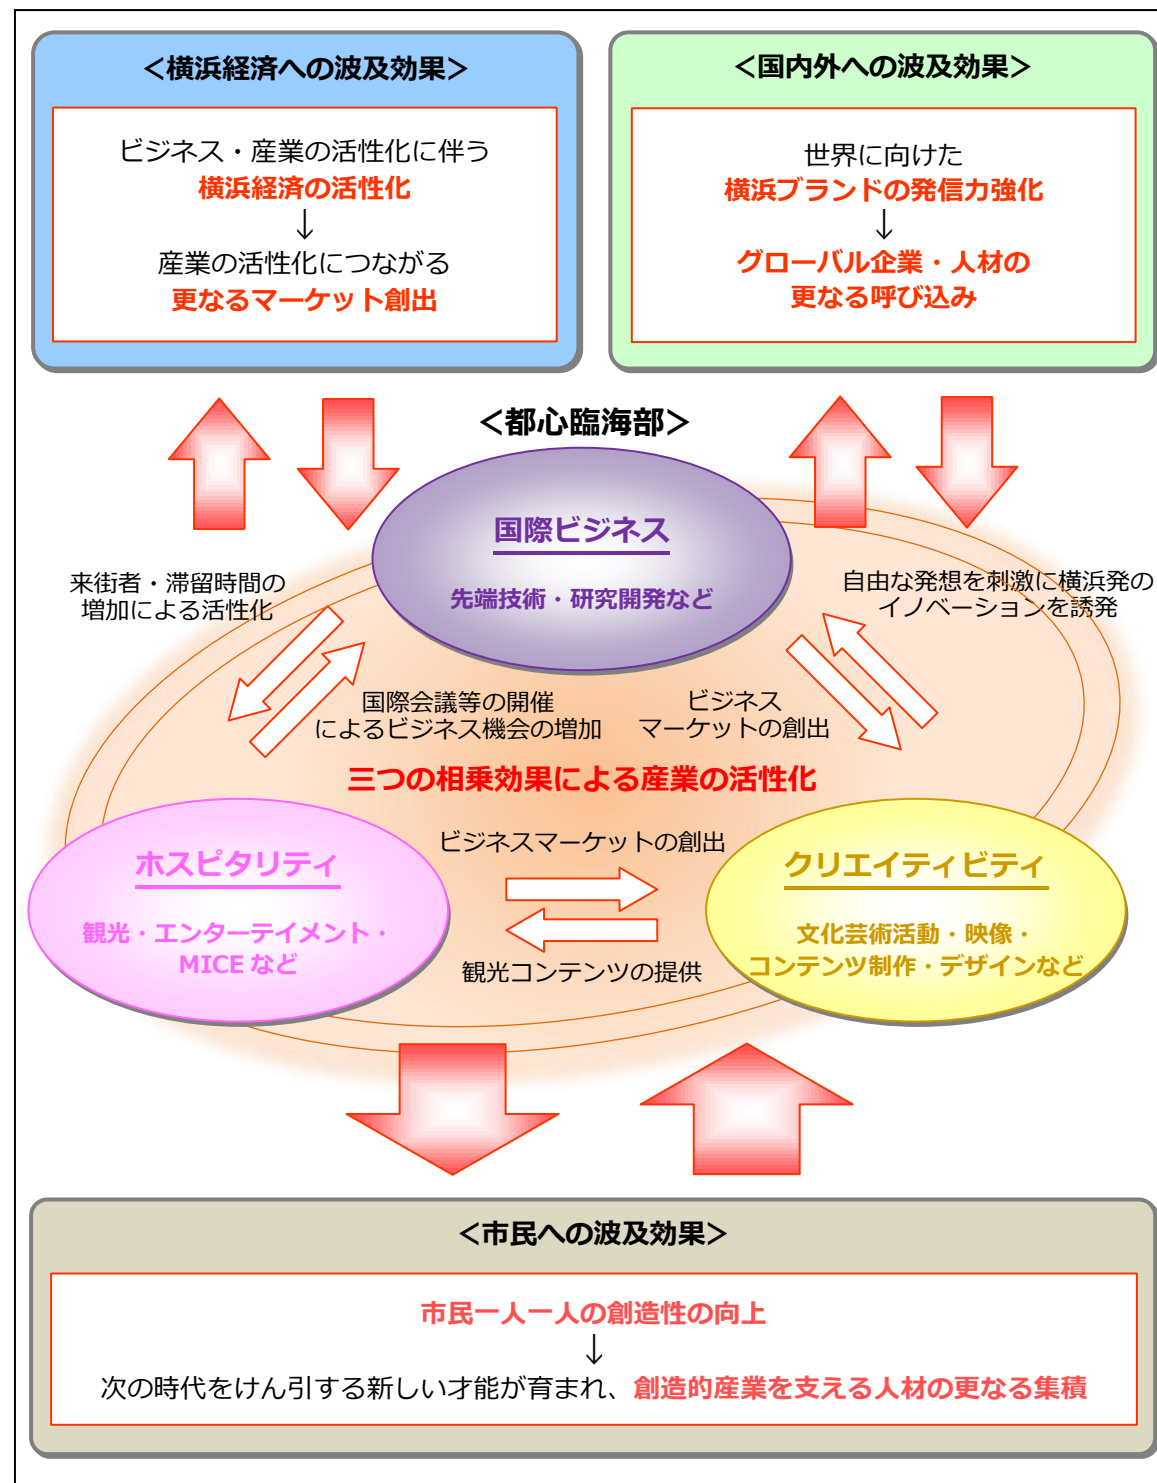 ＜横浜経済への波及効果＞
ビジネス・産業の活性化に伴う
横浜経済の活性化
↓
産業の活性化につながる
更なるマーケット創出
＜国内外への波及効果＞
世界に向けた
横浜ブランドの発信力強化
↓
グローバル企業・人材の
更なる呼び込み
＜都心臨海部＞
国際ビジネス
先端技術・研究開発など
来街者・滞留時間の
増加による活性化
自由な発想を刺激に横浜発の
イノベーションを誘発
国際会議等の開催
によるビジネス機会の増加
ビジネス
マーケットの創出
三つの相乗効果による産業の活性化
ホスピタリティ
観光・エンターテイメント・
MICE など
ビジネスマーケットの創出
観光コンテンツの提供
クリエイティビティ
文化芸術活動・映像・
コンテンツ制作・デザインなど
＜市民への波及効果＞
市民一人一人の創造性の向上
↓
次の時代をけん引する新しい才能が育まれ、創造的産業を支える人材の更なる集積